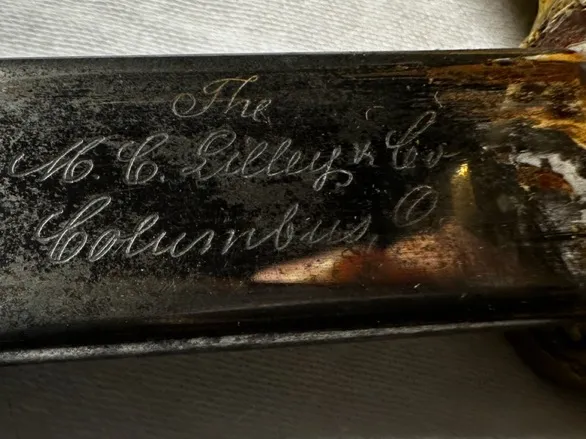 The
M. C. Lilley & Co
Columbus, O.